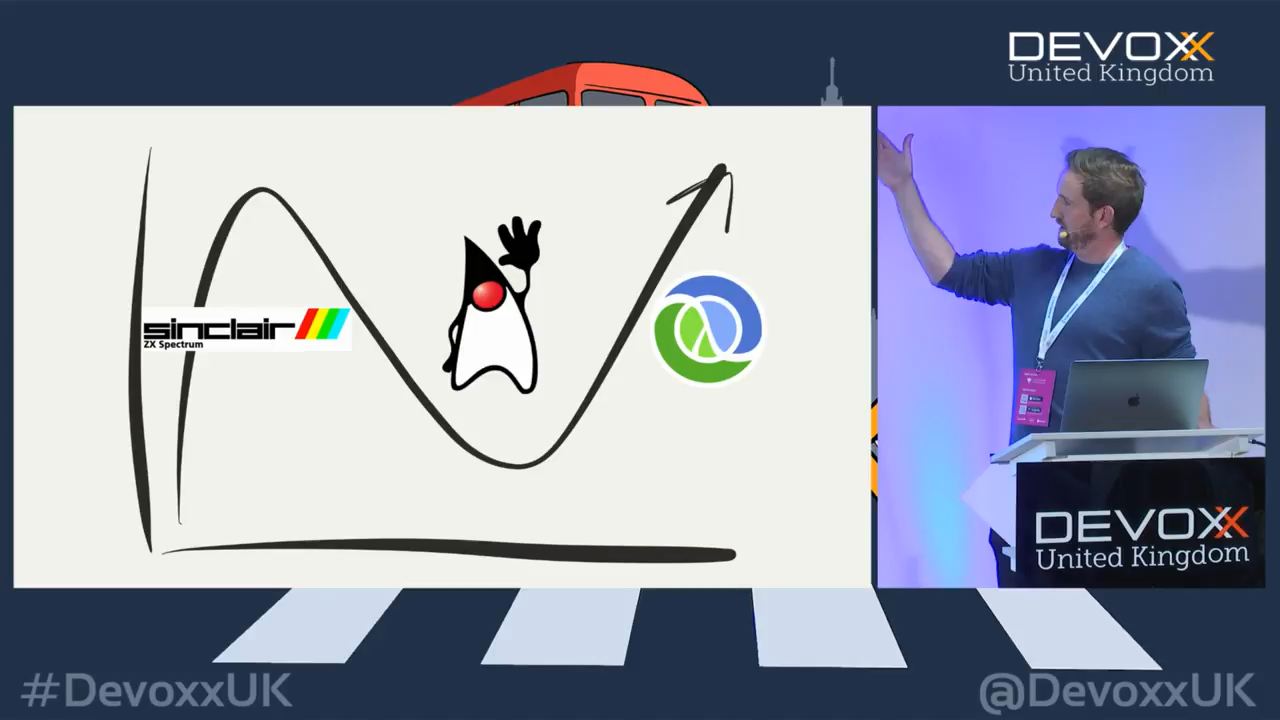 DEVOXX
United Kingdom
sinclair
ZX Spectrum
DEVOXX
United Kingdom
#DevoxxUK
@DevoxxUK